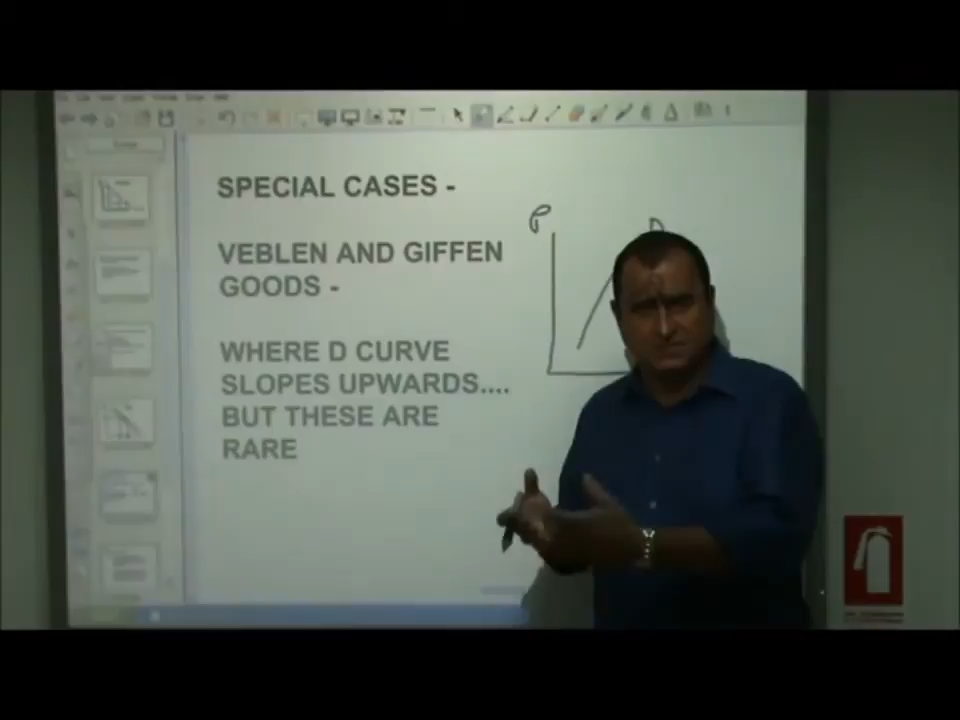 SPECIAL CASES -
VEBLEN AND GIFFEN
GOODS -
WHERE D CURVE
SLOPES UPWARDS....
BUT THESE ARE
RARE
P
D